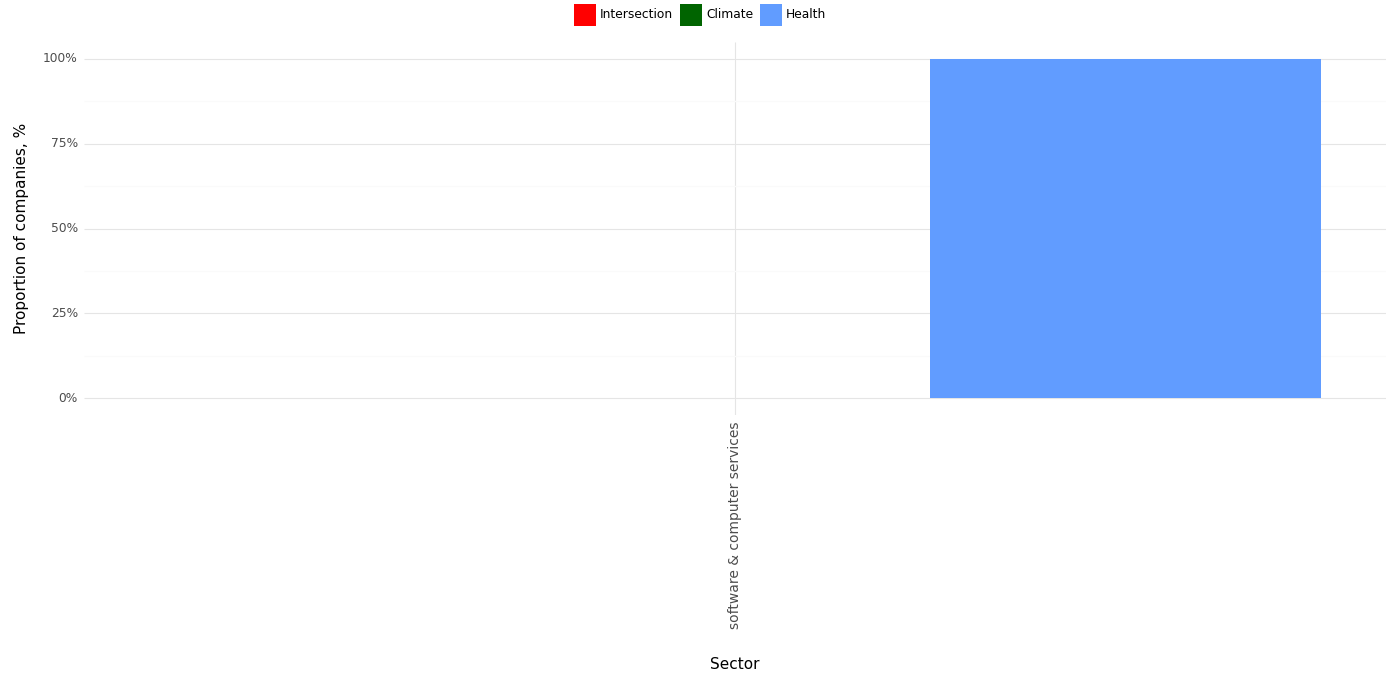 Intersection Climate Health
Proportion of companies, %
100%
75%
50%
25%
0%
software & computer services
Sector